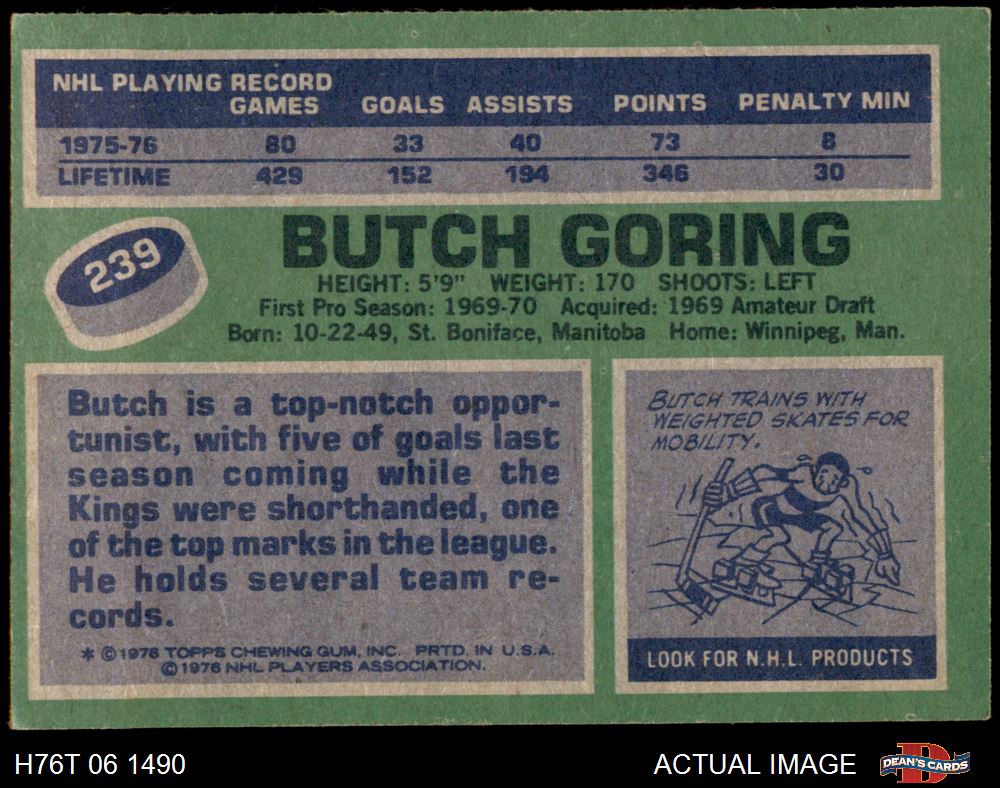 NHL PLAYING RECORD
GAMES GOALS ASSISTS POINTS PENALTY MIN
1975-76 80 33 40 73 8
LIFETIME 429 152 194 346 30
239
BUTCH GORING
HEIGHT: 5'9" WEIGHT: 170 SHOOTS: LEFT
First Pro Season: 1969-70 Acquired: 1969 Amateur Draft
Born: 10-22-49, St. Boniface, Manitoba Home: Winnipeg, Man.
Butch is a top-notch oppor-
tunist, with five of goals last
season coming while the
Kings were shorthanded, one
of the top marks in the league.
He holds several team re-
cords.
* ©1976 TOPPS CHEWING GUM, INC. PRTD. IN U.S.A.
©1976 NHL PLAYERS ASSOCIATION.
BUTCH TRAINS WITH
WEIGHTED SKATES FOR
MOBILITY.
LOOK FOR N.H.L. PRODUCTS
H76T 06 1490 ACTUAL IMAGE
D
DEAN'S CARDS